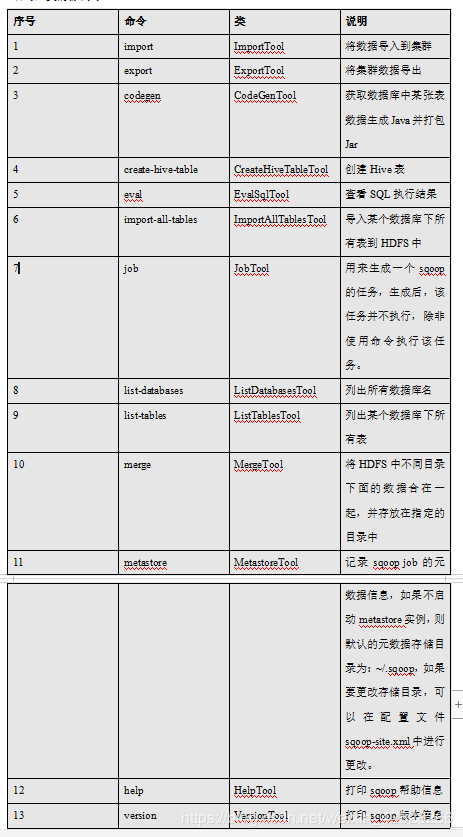 序号 命令 类 说明
1 import ImportTool 将数据导入到集群
2 export ExportTool 将集群数据导出
3 codegen CodeGenTool 获取数据库中某张表
数据生成 Java 并打包
Jar
4 create-hive-table CreateHiveTableTool 创建 Hive 表
5 eval EvalSqlTool 查看 SQL 执行结果
6 import-all-tables ImportAllTablesTool 导入某个数据库下所
有表到 HDFS 中
7 job JobTool 用来生成一个 sqoop
的任务，生成后，该
任务并不执行，除非
使用命令执行该任
务。
8 list-databases ListDatabasesTool 列出所有数据库名
9 list-tables ListTablesTool 列出某个数据库下所
有表
10 merge MergeTool 将 HDFS 中不同目录
下面的数据合在一
起，并存放在指定的
目录中
11 metastore MetastoreTool 记录 sqoop job 的元
数据信息，如果不启
动 metastore 实例，则
默认的元数据存储目
录为：~/.sqoop，如果
要更改存储目录，可
以在配置文件
sqoop-site.xml 中进行
更改。
12 help HelpTool 打印 sqoop 帮助信息
13 version VersionTool 打印 sqoop 版本信息